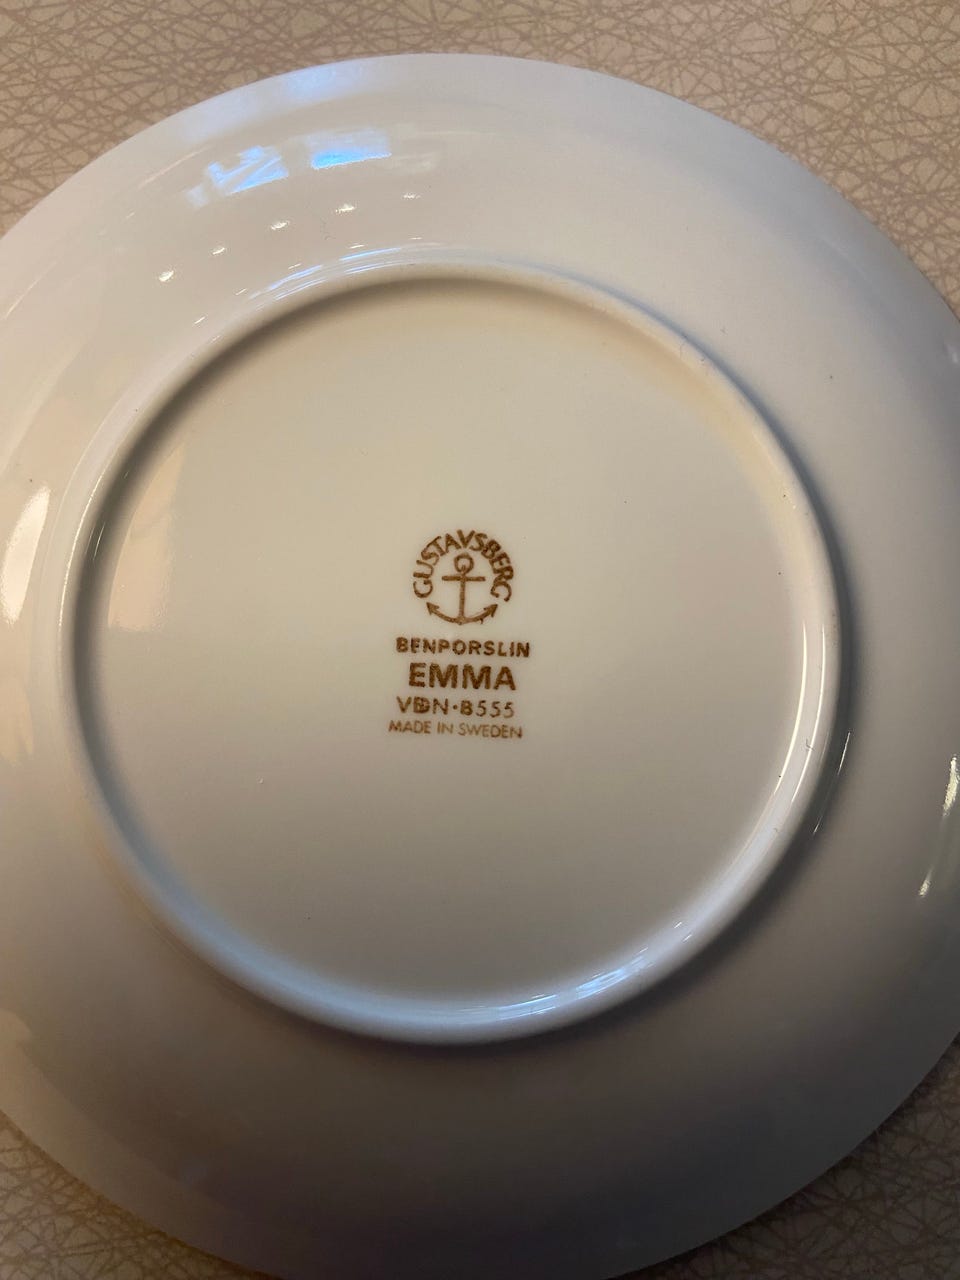 GUSTAVSBERG
BENPORSLIN
EMMA
VDN·B555
MADE IN SWEDEN